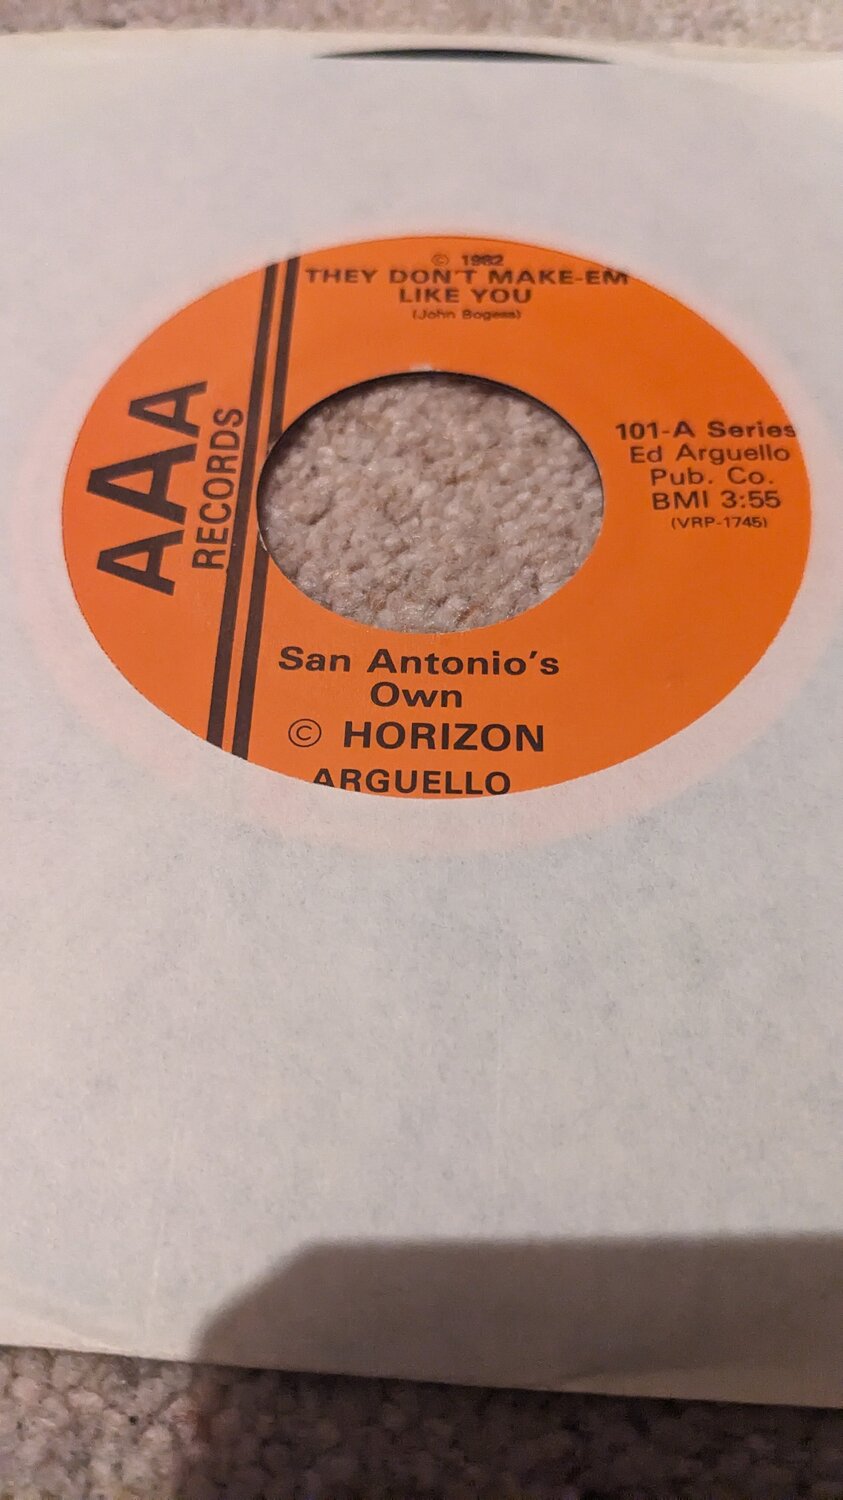 © 1982
THEY DON'T MAKE-EM
LIKE YOU
(John Bogess)
AAA
RECORDS
101-A Series
Ed Arguello
Pub. Co.
BMI 3:55
(VRP-1745)
San Antonio's
Own
© HORIZON
ARGUELLO